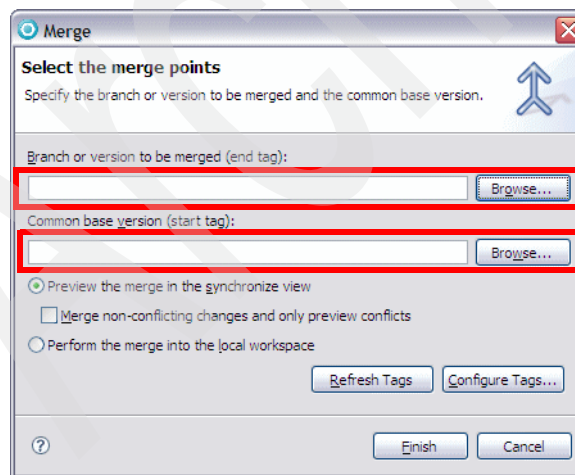 Merge
Select the merge points
Specify the branch or version to be merged and the common base version.
Branch or version to be merged (end tag):
Browse...
Common base version (start tag):
Browse...
Preview the merge in the synchronize view
Merge non-conflicting changes and only preview conflicts
Perform the merge into the local workspace
Refresh Tags Configure Tags...
? Finish Cancel